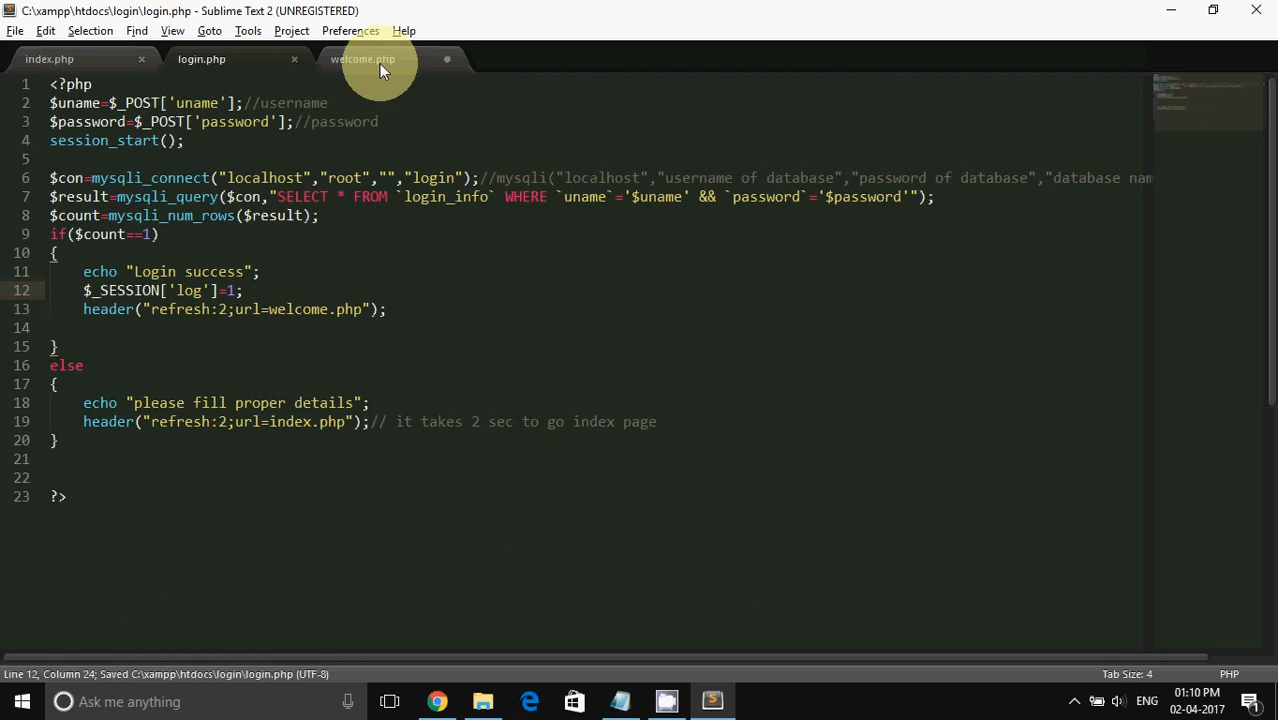 C:\xampp\htdocs\login\login.php - Sublime Text 2 (UNREGISTERED)
File Edit Selection Find View Goto Tools Project Preferences Help
index.php login.php welcome.php
1 <?php
2 $uname=$_POST['uname'];//username
3 $password=$_POST['password'];//password
4 session_start();
5
6 $con=mysqli_connect("localhost","root","","login");//mysqli("localhost","username of database","password of database","database nam
7 $result=mysqli_query($con,"SELECT * FROM `login_info` WHERE `uname`='$uname' && `password`='$password'");
8 $count=mysqli_num_rows($result);
9 if($count==1)
10 {
11 echo "Login success";
12 $_SESSION['log']=1;
13 header("refresh:2;url=welcome.php");
14
15 }
16 else
17 {
18 echo "please fill proper details";
19 header("refresh:2;url=index.php");// it takes 2 sec to go index page
20 }
21
22
23 ?>
Line 12, Column 24; Saved C:\xampp\htdocs\login\login.php (UTF-8) Tab Size: 4 PHP
Ask me anything ENG 01:10 PM
02-04-2017 1